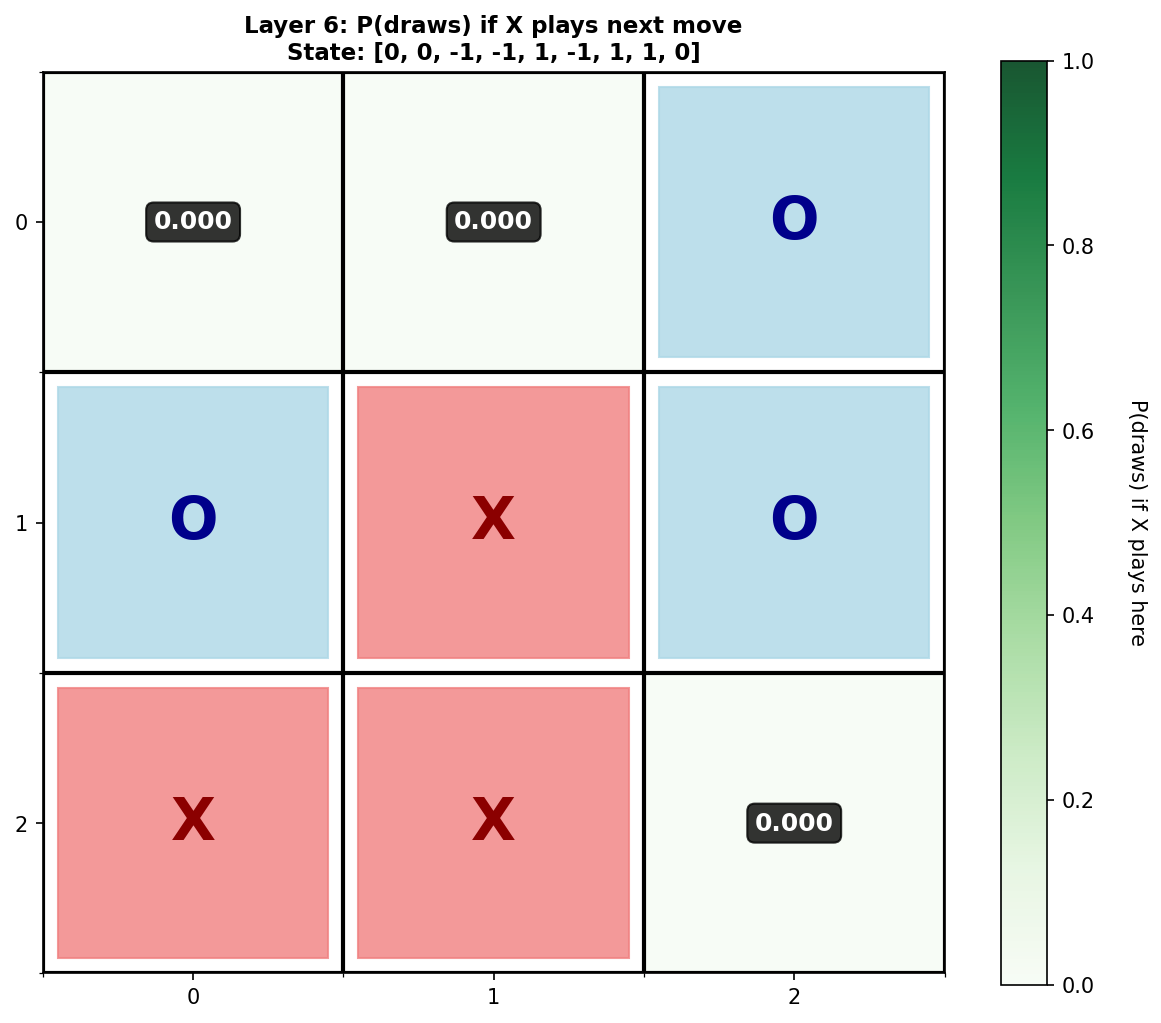 Layer 6: P(draws) if X plays next move
State: [0, 0, -1, -1, 1, -1, 1, 1, 0]
0
0.000
0.000
O
1
O
X
O
2
X
X
0.000
0
1
2
1.0
0.8
0.6
0.4
0.2
0.0
P(draws) if X plays here